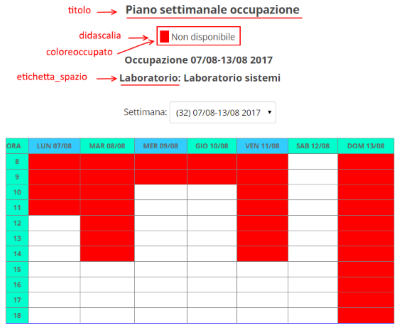 titolo Piano settimanale occupazione
didascalia Non disponibile
coloreoccupato
Occupazione 07/08-13/08 2017
etichetta_spazio Laboratorio: Laboratorio sistemi
Settimana: (32) 07/08-13/08 2017
ORA LUN 07/08 MAR 08/08 MER 09/08 GIO 10/08 VEN 11/08 SAB 12/08 DOM 13/08
8
9
10
11
12
13
14
15
16
17
18